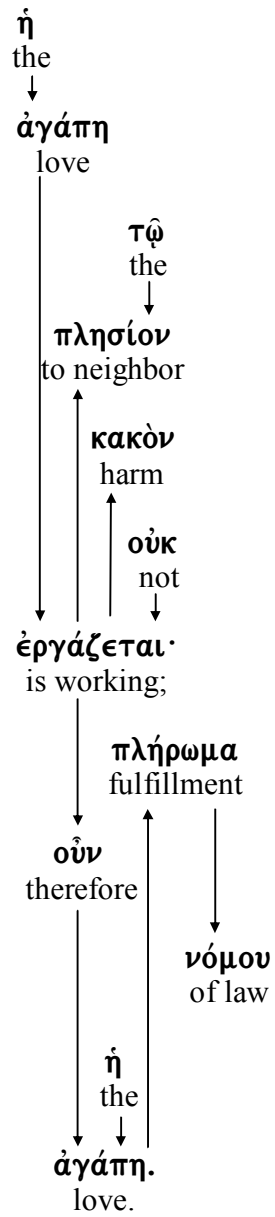 ἡ
the
ἀγάπη
love
τῷ
the
πλησίον
to neighbor
κακὸν
harm
οὐκ
not
ἐργάζεται·
is working;
πλήρωμα
fulfillment
οὖν
therefore
νόμου
of law
ἡ
the
ἀγάπη.
love.